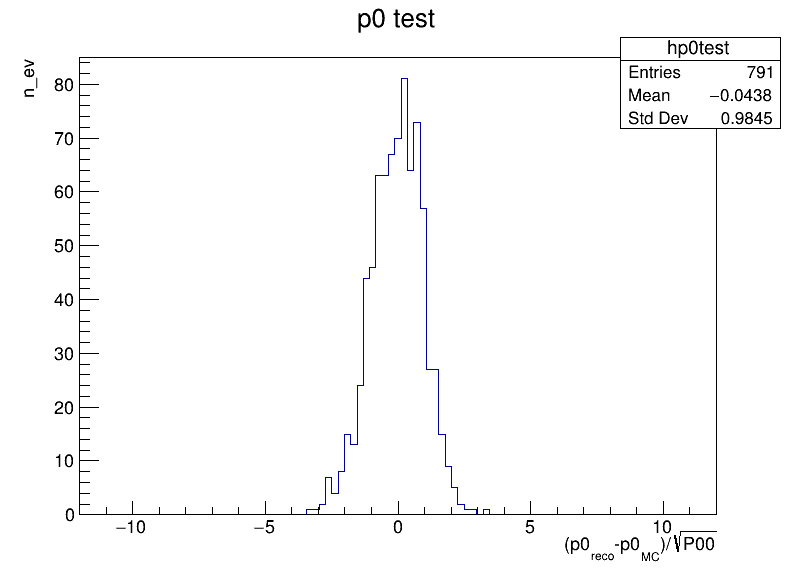 p0 test
hp0test
Entries 791
Mean −0.0438
Std Dev 0.9845
n_ev
80
70
60
50
40
30
20
10
0
−10 −5 0 5 10
(p0reco-p0MC)/√P00